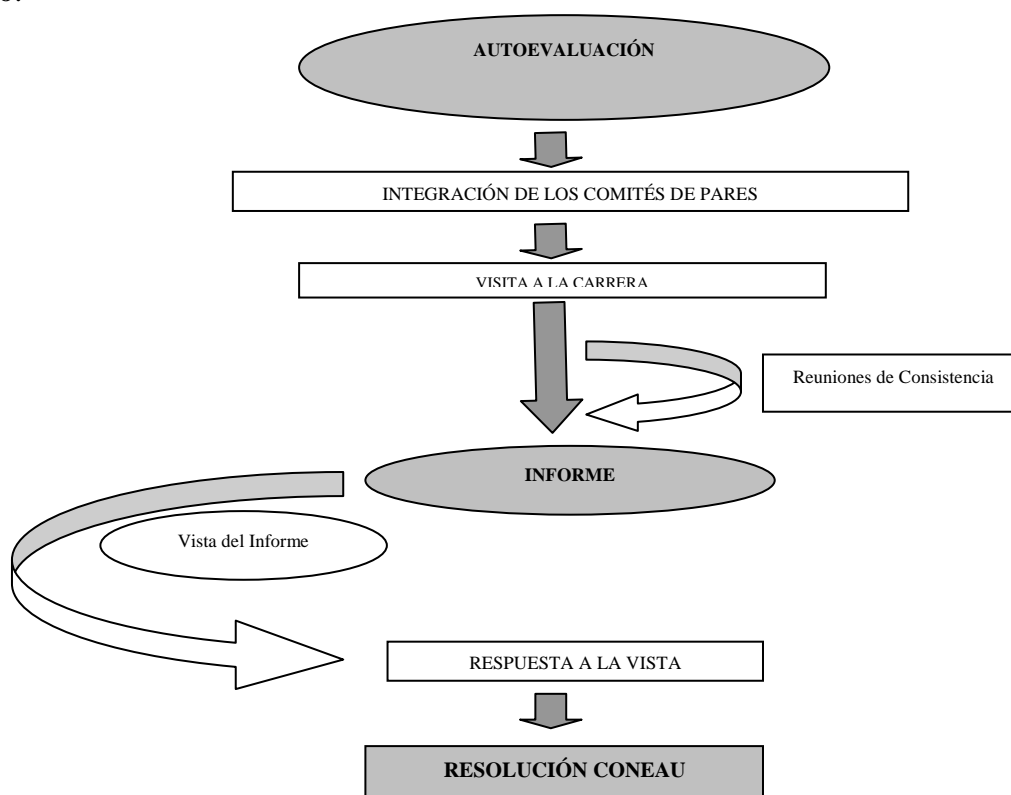 AUTOEVALUACIÓN
INTEGRACIÓN DE LOS COMITÉS DE PARES
VISITA A LA CARRERA
Reuniones de Consistencia
INFORME
Vista del Informe
RESPUESTA A LA VISTA
RESOLUCIÓN CONEAU